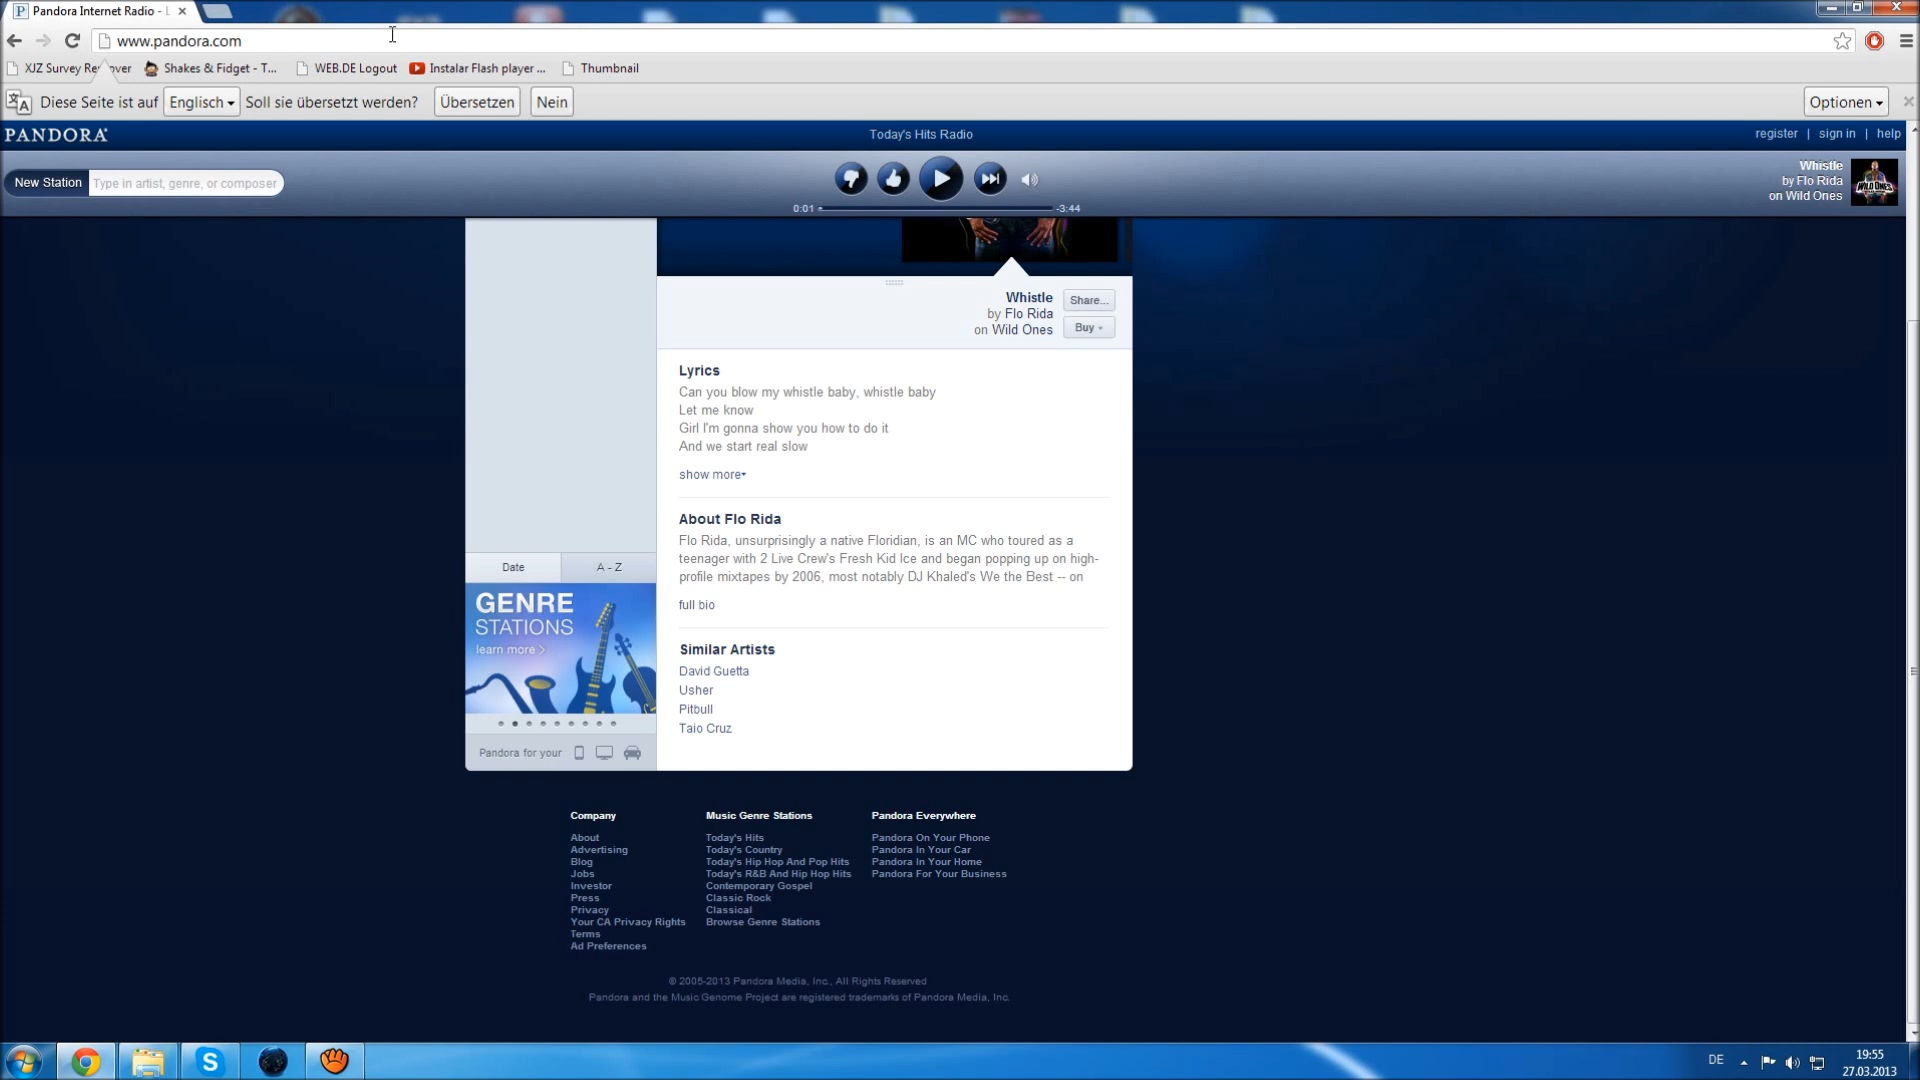 Pandora Internet Radio - L
www.pandora.com
XJZ Survey Re over
Shakes & Fidget - T...
WEB.DE Logout
Instalar Flash player ...
Thumbnail
Diese Seite ist auf Englisch Soll sie übersetzt werden? Übersetzen Nein Optionen
PANDORA
Today's Hits Radio
register | sign in | help
New Station Type in artist, genre, or composer
0:01 -3:44
Whistle
by Flo Rida
on Wild Ones
WILD ONES
Whistle
by Flo Rida
on Wild Ones
Share...
Buy
Lyrics
Can you blow my whistle baby, whistle baby
Let me know
Girl I'm gonna show you how to do it
And we start real slow
show more
About Flo Rida
Flo Rida, unsurprisingly a native Floridian, is an MC who toured as a
teenager with 2 Live Crew's Fresh Kid Ice and began popping up on high-
profile mixtapes by 2006, most notably DJ Khaled's We the Best -- on
full bio
Similar Artists
David Guetta
Usher
Pitbull
Taio Cruz
Date A - Z
GENRE
STATIONS
learn more >
Pandora for your
Company
About
Advertising
Blog
Jobs
Investor
Press
Privacy
Your CA Privacy Rights
Terms
Ad Preferences
Music Genre Stations
Today's Hits
Today's Country
Today's Hip Hop And Pop Hits
Today's R&B And Hip Hop Hits
Contemporary Gospel
Classic Rock
Classical
Browse Genre Stations
Pandora Everywhere
Pandora On Your Phone
Pandora In Your Car
Pandora In Your Home
Pandora For Your Business
© 2005-2013 Pandora Media, Inc., All Rights Reserved
Pandora and the Music Genome Project are registered trademarks of Pandora Media, Inc.
DE
19:55
27.03.2013